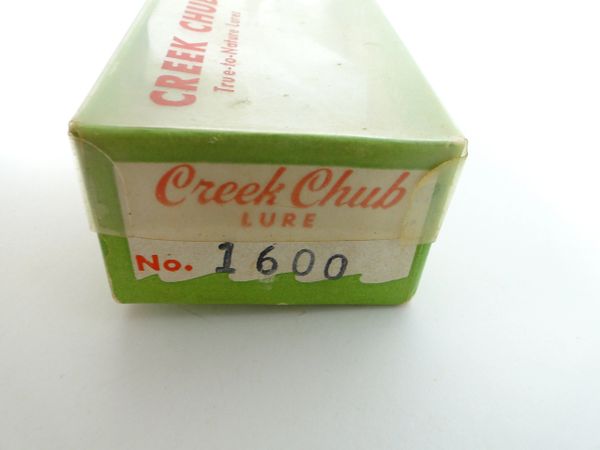 CREEK CHUB
True-to-Nature Lures
Creek Chub
LURE
No. 1600